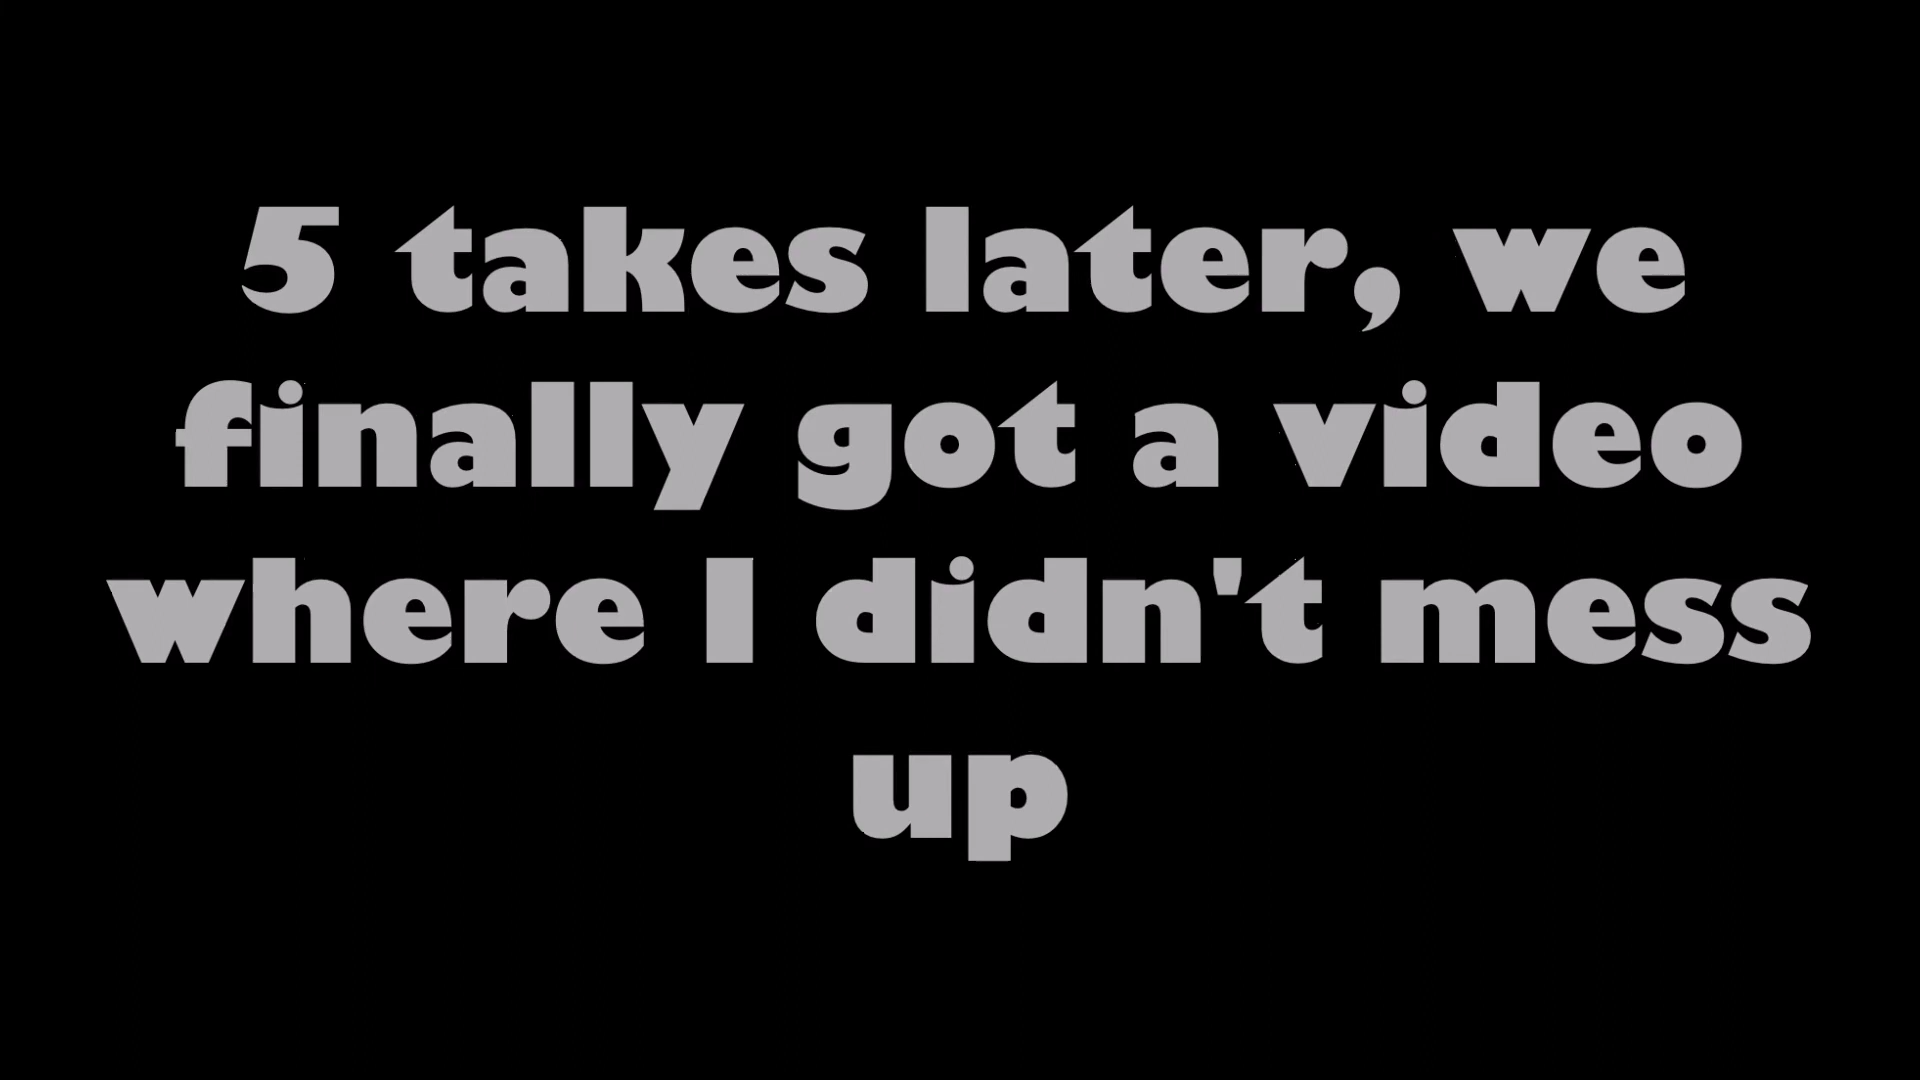 5 takes later, we
finally got a video
where I didn't mess
up